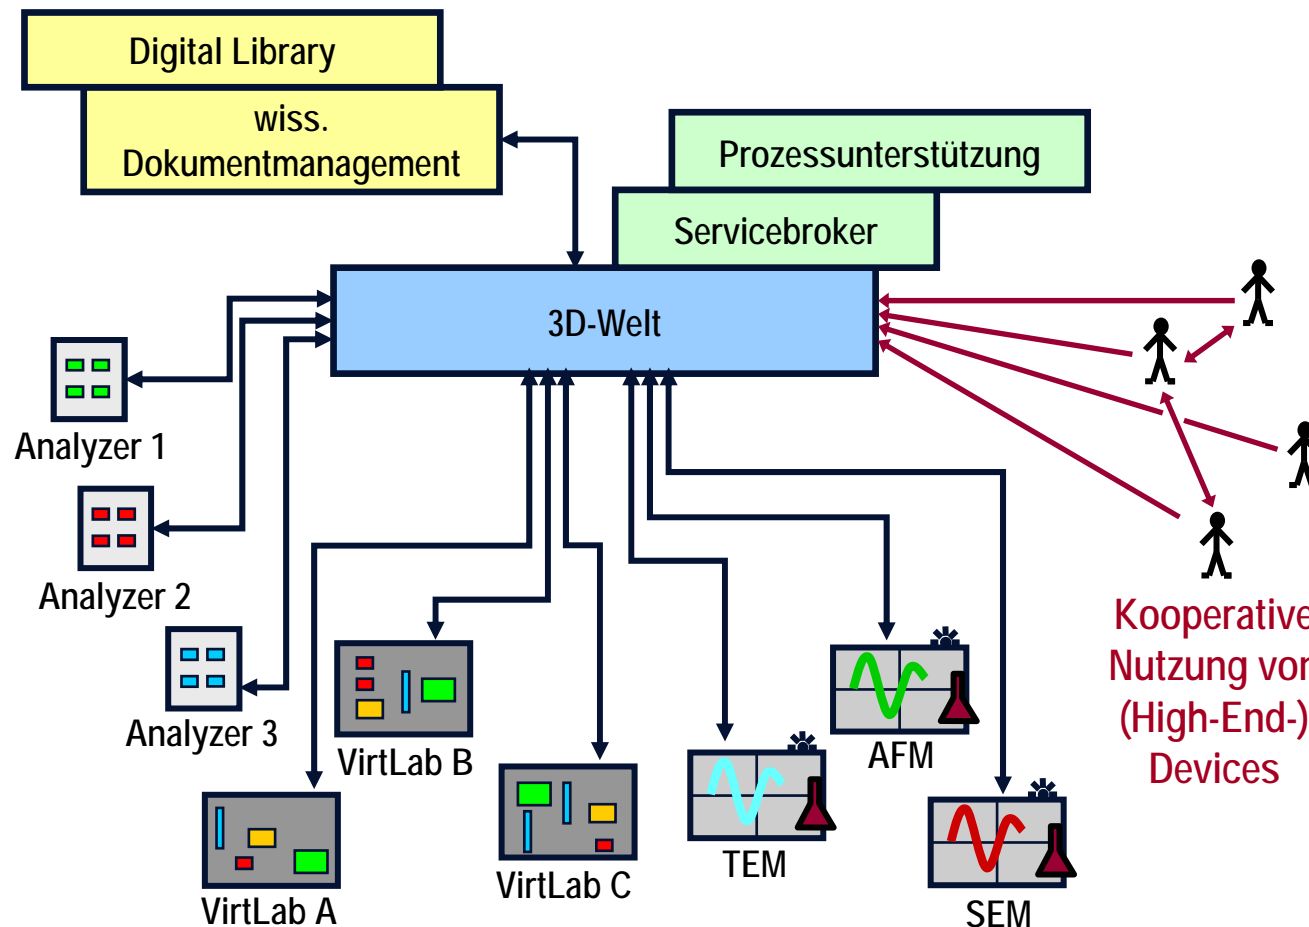 Digital Library
wiss.
Dokumentmanagement
Prozessunterstützung
Servicebroker
3D-Welt
Analyzer 1
Analyzer 2
Analyzer 3
VirtLab A
VirtLab B
VirtLab C
TEM
AFM
SEM
Kooperative
Nutzung von
(High-End-)
Devices